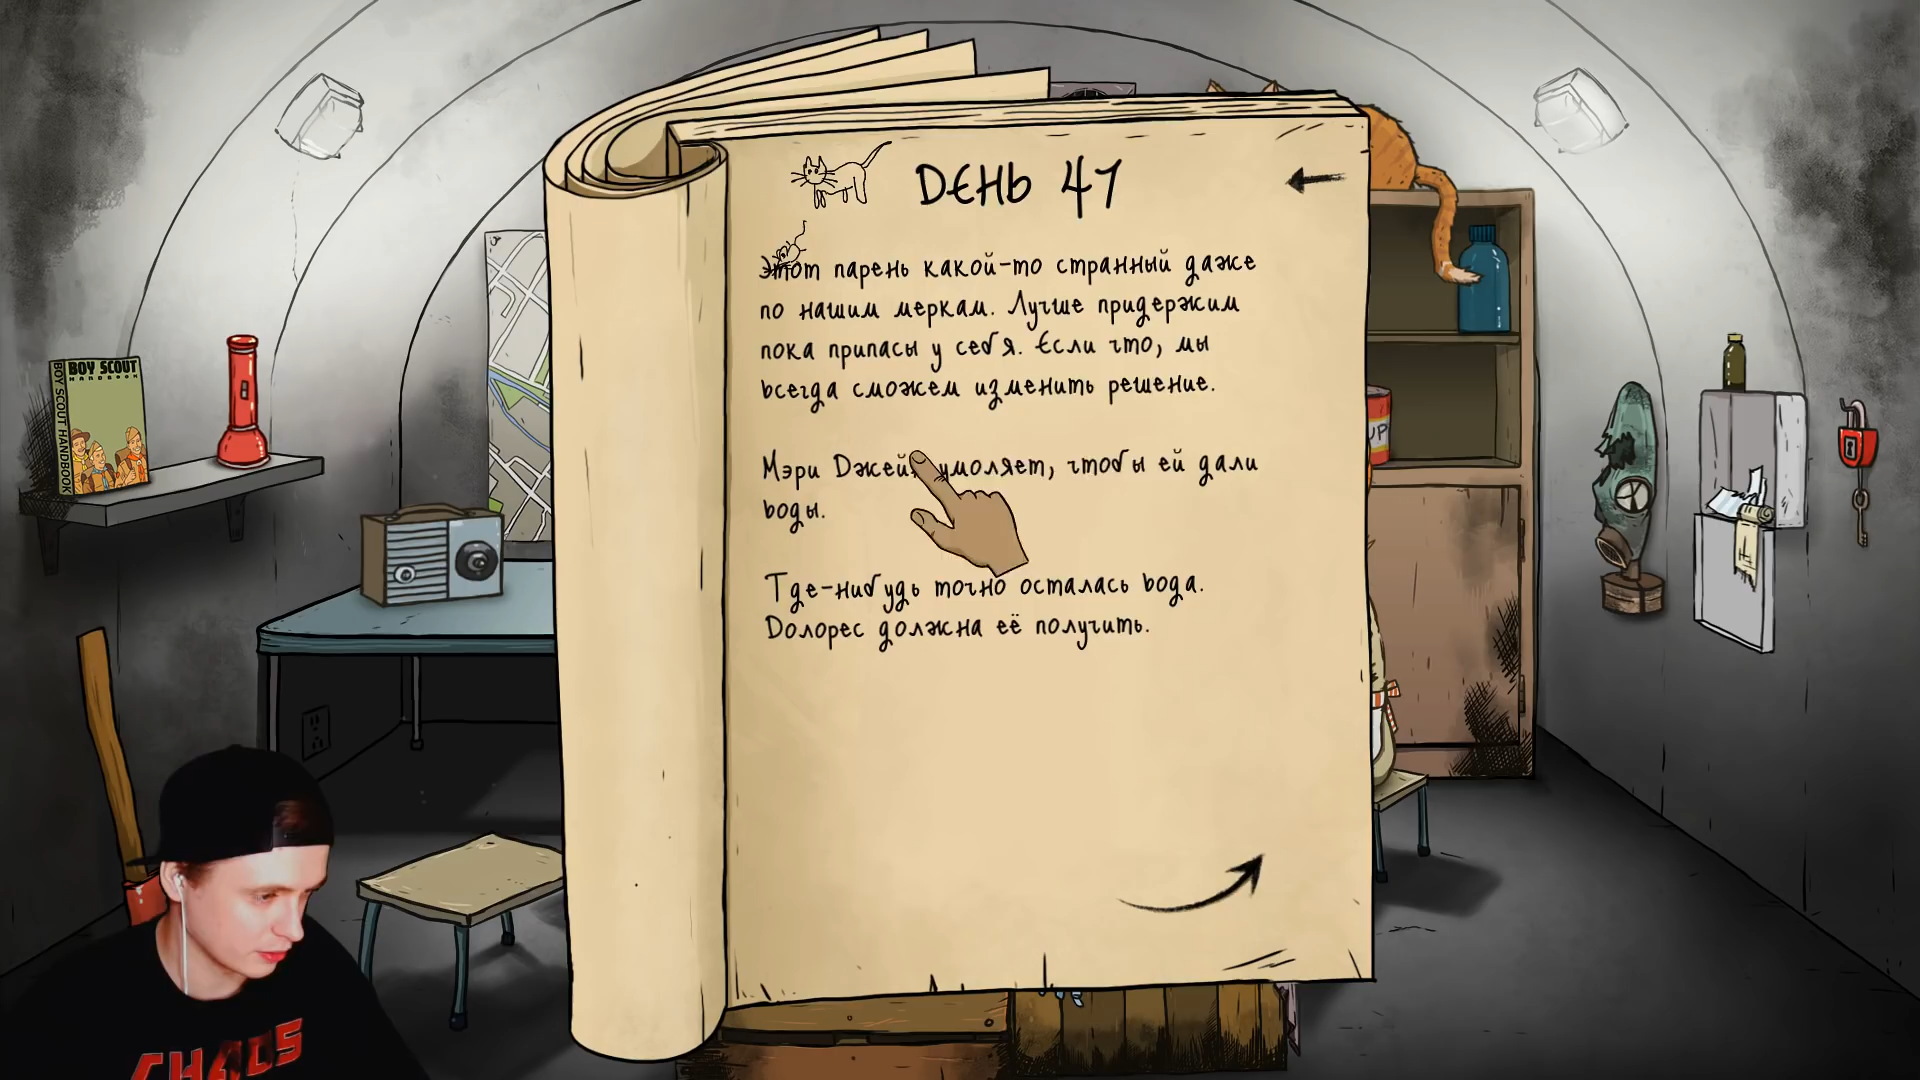 ДЕНЬ 47
Этот парень какой-то странный даже
по нашим меркам. Лучше придержим
пока припасы у себя. Если что, мы
всегда сможем изменить решение.
Мэри Джейн умоляет, чтобы ей дали
воды.
Где-нибудь точно осталась вода.
Долорес должна её получить.
BOY SCOUT
HANDBOOK
BOY SCOUT HANDBOOK
CHAOS